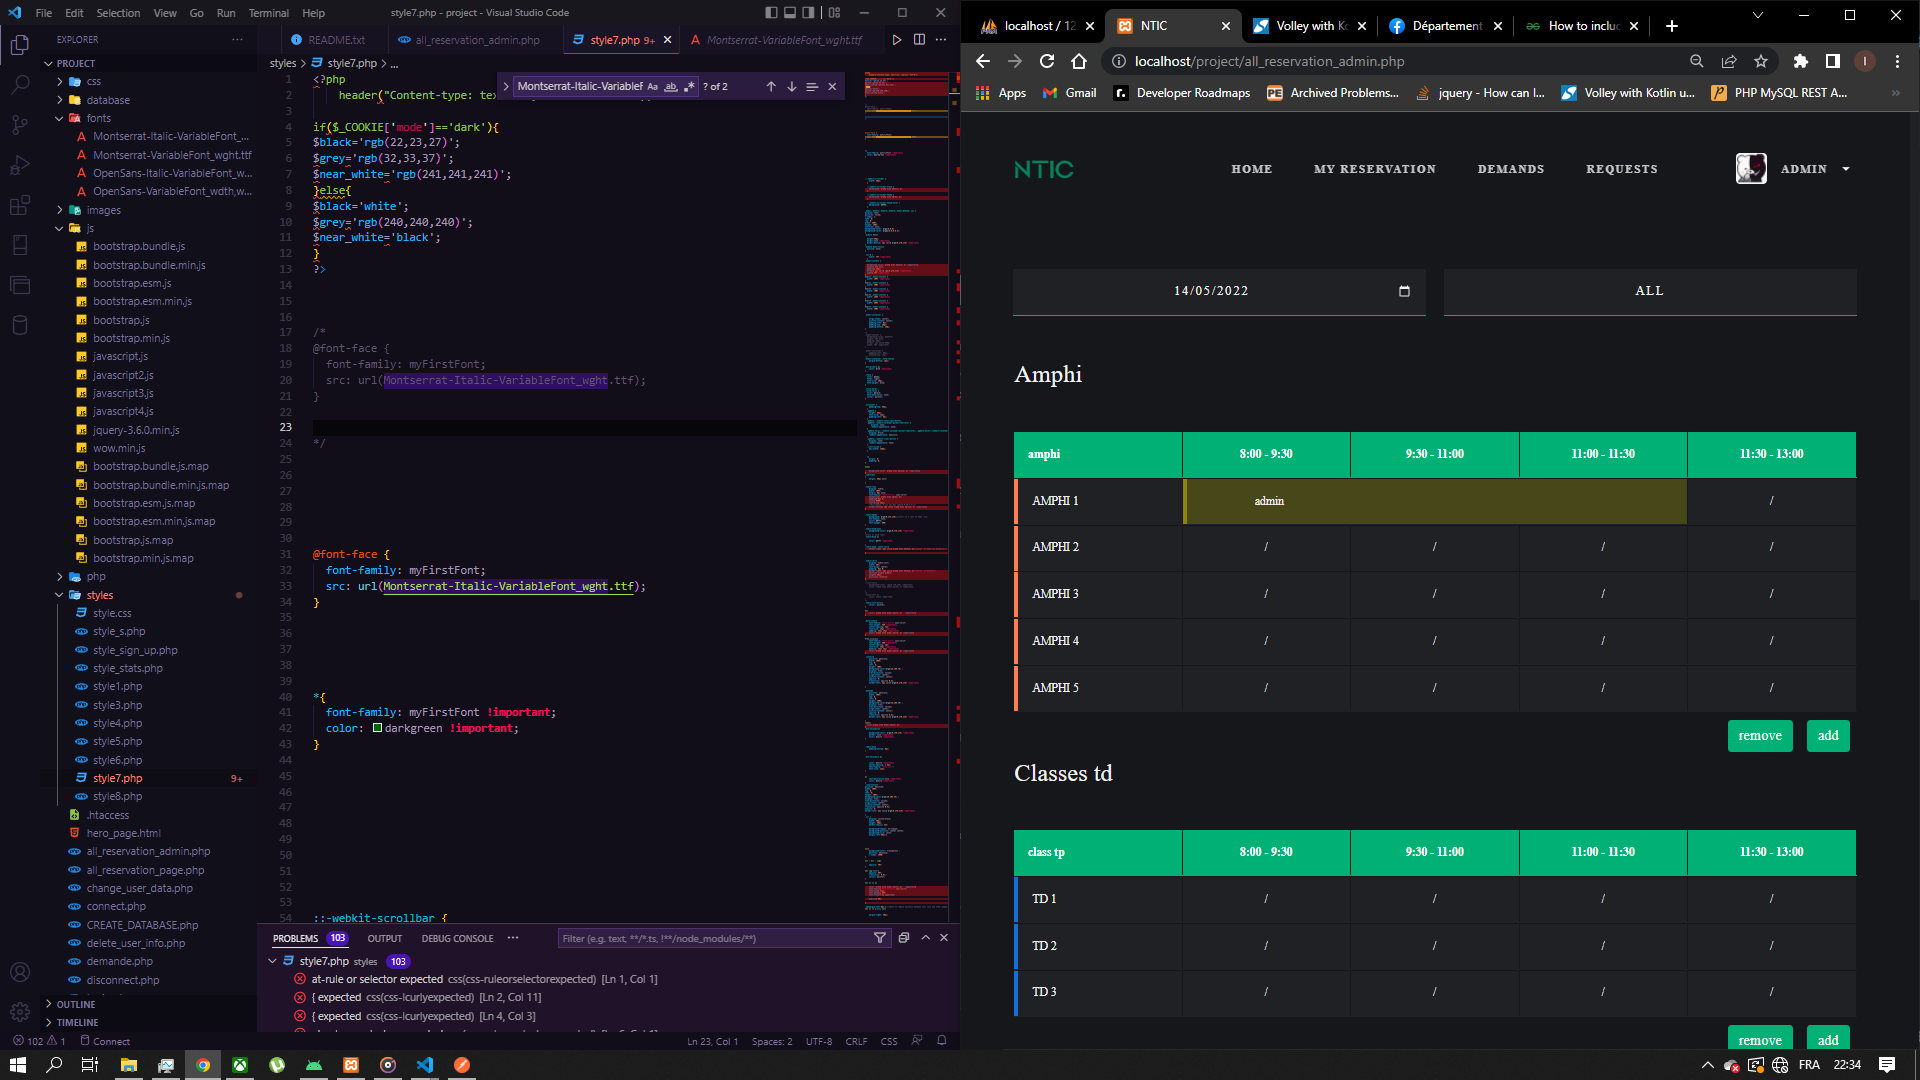 File Edit Selection View Go Run Terminal Help style7.php - project - Visual Studio Code
EXPLORER
PROJECT
css
database
fonts
Montserrat-Italic-VariableFont_...
Montserrat-VariableFont_wght.ttf
OpenSans-Italic-VariableFont_w...
OpenSans-VariableFont_wdth,w...
images
js
bootstrap.bundle.js
bootstrap.bundle.min.js
bootstrap.esm.js
bootstrap.esm.min.js
bootstrap.js
bootstrap.min.js
javascript.js
javascript2.js
javascript3.js
javascript4.js
jquery-3.6.0.min.js
wow.min.js
bootstrap.bundle.js.map
bootstrap.bundle.min.js.map
bootstrap.esm.js.map
bootstrap.esm.min.js.map
bootstrap.js.map
bootstrap.min.js.map
php
styles
style.css
style_s.php
style_sign_up.php
style_stats.php
style1.php
style3.php
style4.php
style5.php
style6.php
style7.php 9+
style8.php
.htaccess
hero_page.html
all_reservation_admin.php
all_reservation_page.php
change_user_data.php
connect.php
CREATE_DATABASE.php
delete_user_info.php
demande.php
disconnect.php
OUTLINE
TIMELINE
README.txt all_reservation_admin.php style7.php 9+ Montserrat-VariableFont_wght.ttf
styles > style7.php > ...
Montserrat-Italic-VariableF Aa ab .* ? of 2
1 <?php
2 header("Content-type: tex
3
4 if($_COOKIE['mode']=='dark'){
5 $black='rgb(22,23,27)';
6 $grey='rgb(32,33,37)';
7 $near_white='rgb(241,241,241)';
8 }else{
9 $black='white';
10 $grey='rgb(240,240,240)';
11 $near_white='black';
12 }
13 ?>
14
15
16
17 /*
18 @font-face {
19 font-family: myFirstFont;
20 src: url(Montserrat-Italic-VariableFont_wght.ttf);
21 }
22
23
24 */
25
26
27
28
29
30
31 @font-face {
32 font-family: myFirstFont;
33 src: url(Montserrat-Italic-VariableFont_wght.ttf);
34 }
35
36
37
38
39
40 *{
41 font-family: myFirstFont !important;
42 color: darkgreen !important;
43 }
44
45
46
47
48
49
50
51
52
53
54 ::-webkit-scrollbar {
PROBLEMS 103 OUTPUT DEBUG CONSOLE ... Filter (e.g. text, **/*.ts, !**/node_modules/**)
style7.php styles 103
at-rule or selector expected css(css-ruleorselectorexpected) [Ln 1, Col 1]
{ expected css(css-lcurlyexpected) [Ln 2, Col 11]
{ expected css(css-lcurlyexpected) [Ln 4, Col 3]
102 1 Connect Ln 23, Col 1 Spaces: 2 UTF-8 CRLF CSS
localhost / 12 NTIC Volley with Ko Département How to inclu
localhost/project/all_reservation_admin.php
Apps Gmail Developer Roadmaps Archived Problems... jquery - How can I... Volley with Kotlin u... PHP MySQL REST A... »
NTIC HOME MY RESERVATION DEMANDS REQUESTS ADMIN
14/05/2022 ALL
Amphi
amphi 8:00 - 9:30 9:30 - 11:00 11:00 - 11:30 11:30 - 13:00
AMPHI 1 admin /
AMPHI 2 / / / /
AMPHI 3 / / / /
AMPHI 4 / / / /
AMPHI 5 / / / /
remove add
Classes td
class tp 8:00 - 9:30 9:30 - 11:00 11:00 - 11:30 11:30 - 13:00
TD 1 / / / /
TD 2 / / / /
TD 3 / / / /
remove add
FRA 22:34